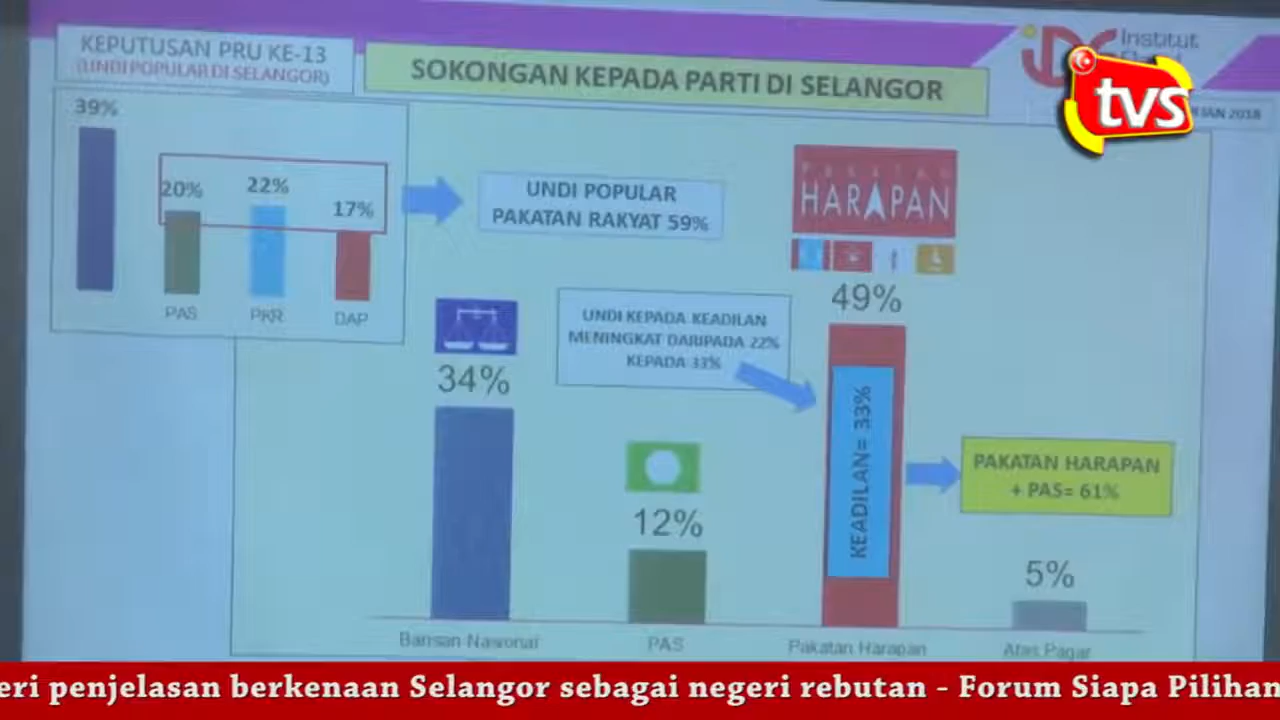 KEPUTUSAN PRU KE-13
(UNDI POPULAR DI SELANGOR)
SOKONGAN KEPADA PARTI DI SELANGOR
Institut
tvs
JAN 2018
39%
20%
22%
17%
PAS
PKR
DAP
UNDI POPULAR
PAKATAN RAKYAT 59%
PAKATAN
HARAPAN
49%
UNDI KEPADA KEADILAN
MENINGKAT DARIPADA 22%
KEPADA 33%
34%
12%
KEADILAN= 33%
PAKATAN HARAPAN
+ PAS= 61%
5%
Barisan Nasional
PAS
Pakatan Harapan
Atas Pagar
eri penjelasan berkenaan Selangor sebagai negeri rebutan - Forum Siapa Pilihan